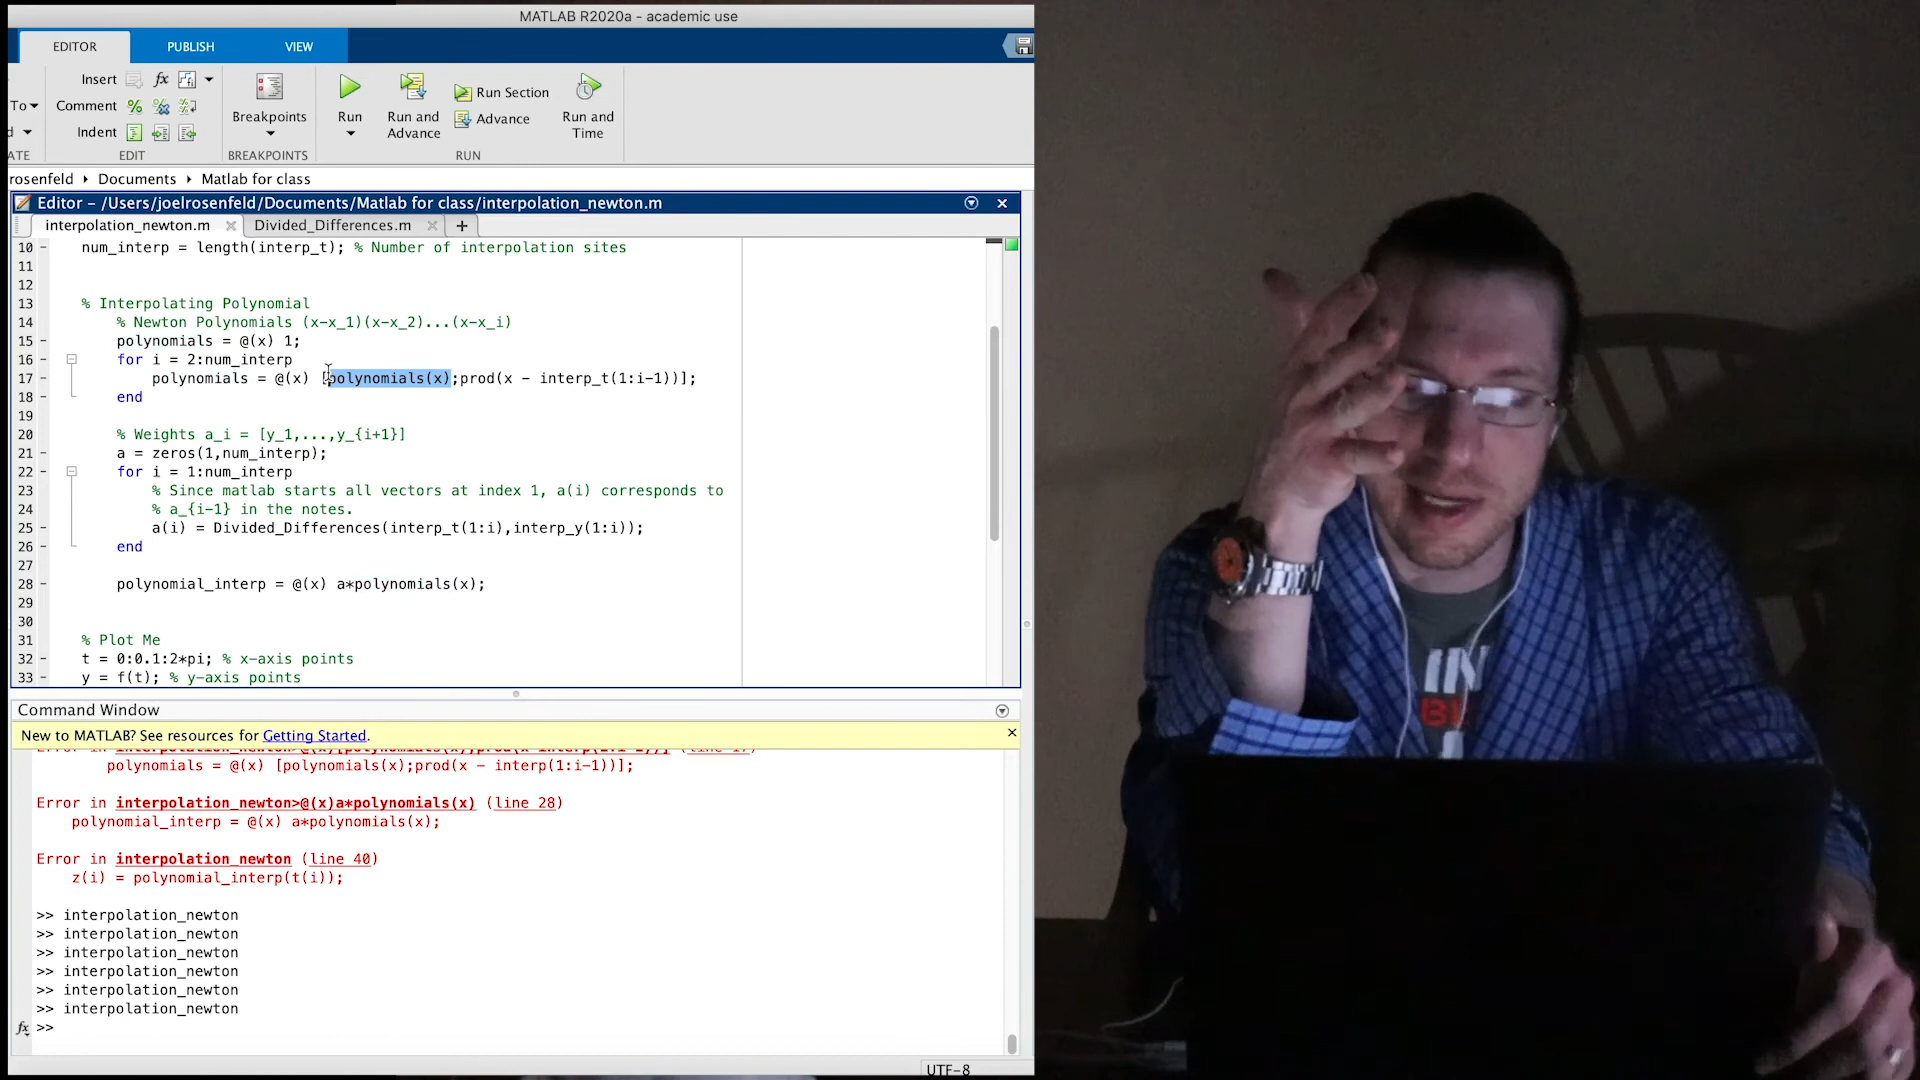 MATLAB R2020a - academic use
EDITOR PUBLISH VIEW
Insert fx
To Comment
Indent
Breakpoints
Run
Run and Advance
Run Section
Advance
Run and Time
ATE EDIT BREAKPOINTS RUN
rosenfeld ▸ Documents ▸ Matlab for class
Editor – /Users/joelrosenfeld/Documents/Matlab for class/interpolation_newton.m
interpolation_newton.m Divided_Differences.m +
10 - num_interp = length(interp_t); % Number of interpolation sites
11
12
13 % Interpolating Polynomial
14 % Newton Polynomials (x-x_1)(x-x_2)...(x-x_i)
15 - polynomials = @(x) 1;
16 - for i = 2:num_interp
17 - polynomials = @(x) [polynomials(x);prod(x - interp_t(1:i-1))];
18 - end
19
20 % Weights a_i = [y_1,...,y_{i+1}]
21 - a = zeros(1,num_interp);
22 - for i = 1:num_interp
23 % Since matlab starts all vectors at index 1, a(i) corresponds to
24 % a_{i-1} in the notes.
25 - a(i) = Divided_Differences(interp_t(1:i),interp_y(1:i));
26 - end
27
28 - polynomial_interp = @(x) a*polynomials(x);
29
30
31 % Plot Me
32 - t = 0:0.1:2*pi; % x-axis points
33 - y = f(t); % y-axis points
Command Window
New to MATLAB? See resources for Getting Started.
polynomials = @(x) [polynomials(x);prod(x - interp(1:i-1))];
Error in interpolation_newton>@(x)a*polynomials(x) (line 28)
polynomial_interp = @(x) a*polynomials(x);
Error in interpolation_newton (line 40)
z(i) = polynomial_interp(t(i));
>> interpolation_newton
>> interpolation_newton
>> interpolation_newton
>> interpolation_newton
>> interpolation_newton
>> interpolation_newton
fx >>
UTF-8